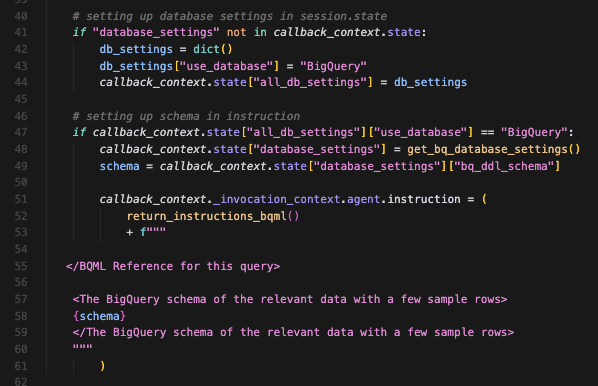 40 # setting up database settings in session.state
41 if "database_settings" not in callback_context.state:
42 db_settings = dict()
43 db_settings["use_database"] = "BigQuery"
44 callback_context.state["all_db_settings"] = db_settings
45
46 # setting up schema in instruction
47 if callback_context.state["all_db_settings"]["use_database"] == "BigQuery":
48 callback_context.state["database_settings"] = get_bq_database_settings()
49 schema = callback_context.state["database_settings"]["bq_ddl_schema"]
50
51 callback_context._invocation_context.agent.instruction = (
52 return_instructions_bqml()
53 + f"""
54
55 </BQML Reference for this query>
56
57 <The BigQuery schema of the relevant data with a few sample rows>
58 {schema}
59 </The BigQuery schema of the relevant data with a few sample rows>
60 """
61 )
62